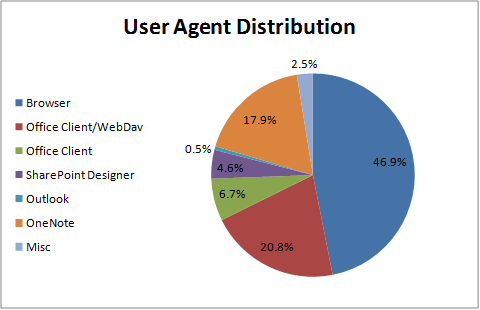 User Agent Distribution
2.5%
Browser
Office Client/WebDav
Office Client
SharePoint Designer
Outlook
OneNote
Misc
17.9%
0.5%
4.6%
6.7%
20.8%
46.9%